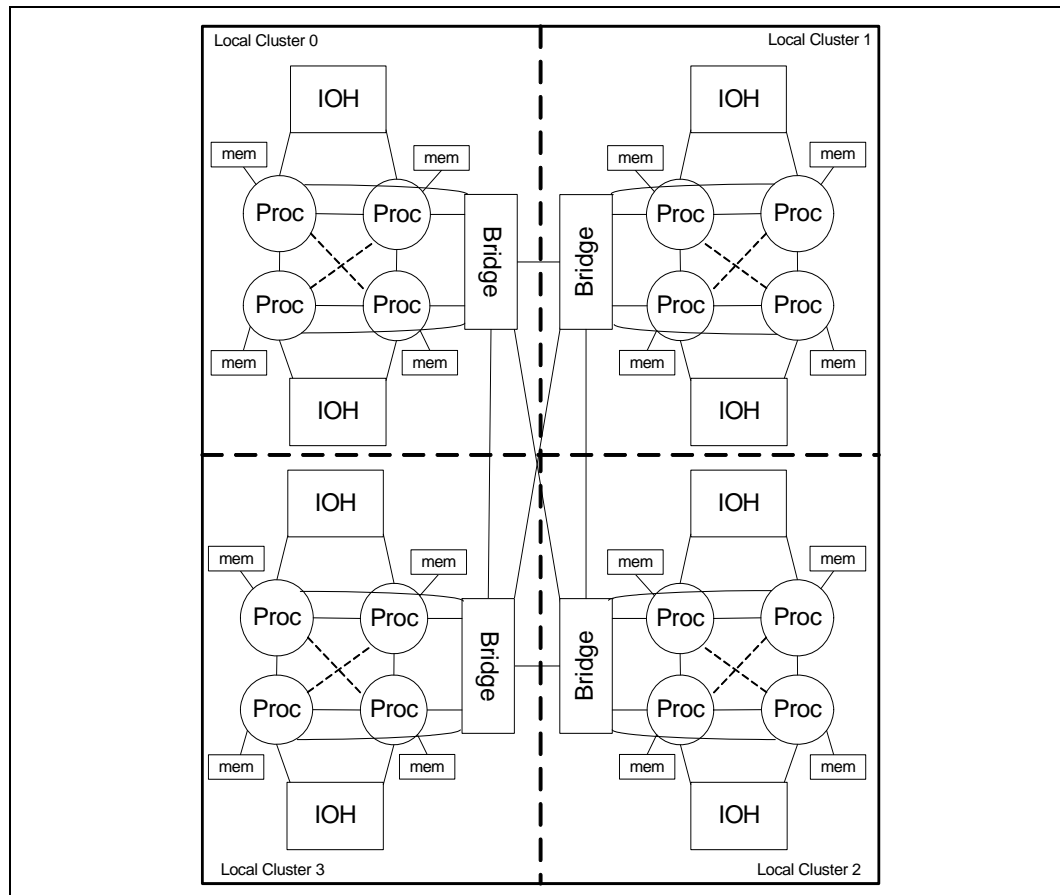 Local Cluster 0
Local Cluster 1
IOH
IOH
mem
mem
mem
mem
Proc
Proc
Proc
Proc
Bridge
Bridge
Proc
Proc
Proc
Proc
mem
mem
mem
mem
IOH
IOH
IOH
IOH
mem
mem
mem
mem
Proc
Proc
Proc
Proc
Bridge
Bridge
Proc
Proc
Proc
Proc
mem
mem
mem
mem
IOH
IOH
Local Cluster 3
Local Cluster 2